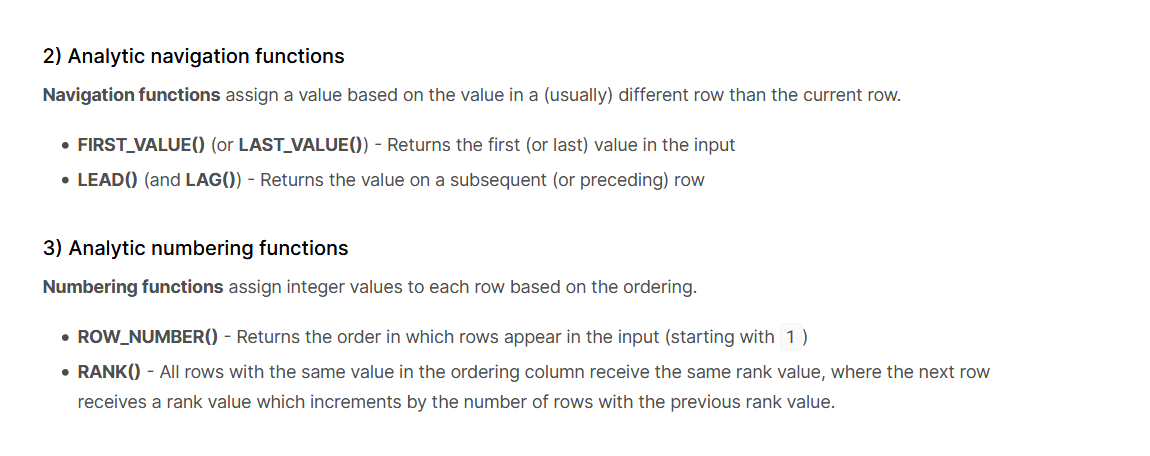 2) Analytic navigation functions
Navigation functions assign a value based on the value in a (usually) different row than the current row.
• FIRST_VALUE() (or LAST_VALUE()) - Returns the first (or last) value in the input
• LEAD() (and LAG()) - Returns the value on a subsequent (or preceding) row
3) Analytic numbering functions
Numbering functions assign integer values to each row based on the ordering.
• ROW_NUMBER() - Returns the order in which rows appear in the input (starting with 1 )
• RANK() - All rows with the same value in the ordering column receive the same rank value, where the next row
receives a rank value which increments by the number of rows with the previous rank value.